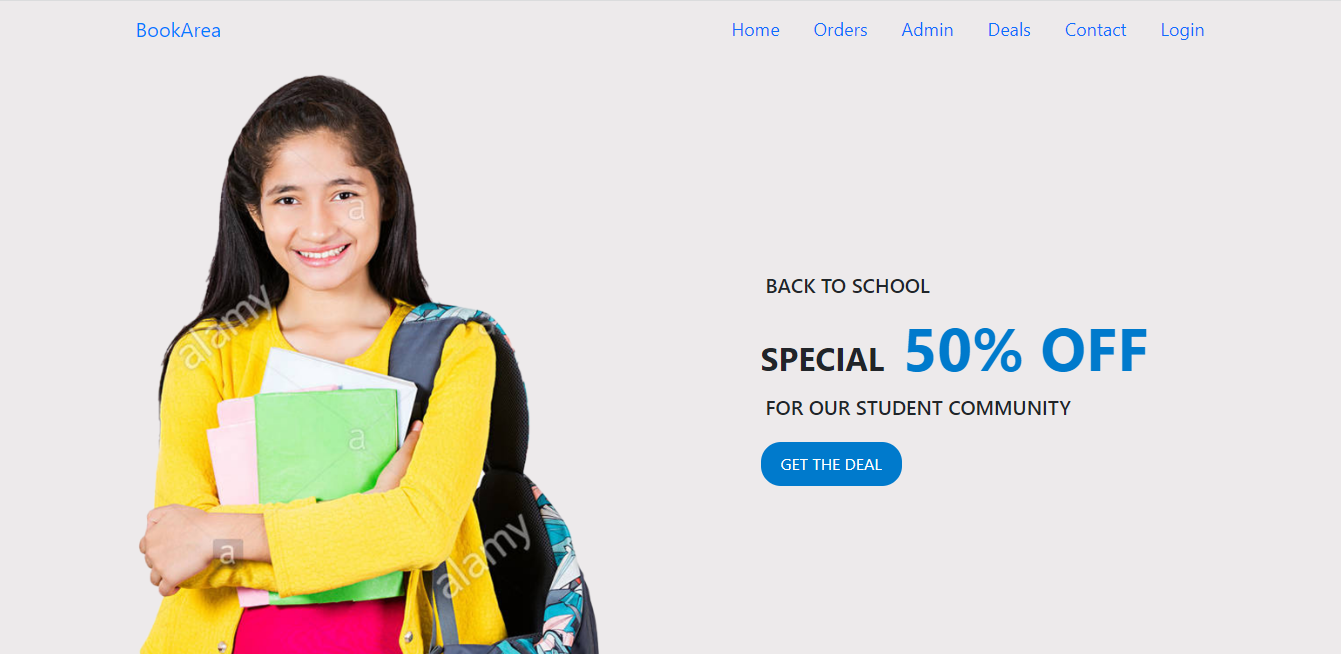 BookArea Home Orders Admin Deals Contact Login
BACK TO SCHOOL
SPECIAL 50% OFF
FOR OUR STUDENT COMMUNITY
GET THE DEAL
a
alamy
a
a
alamy